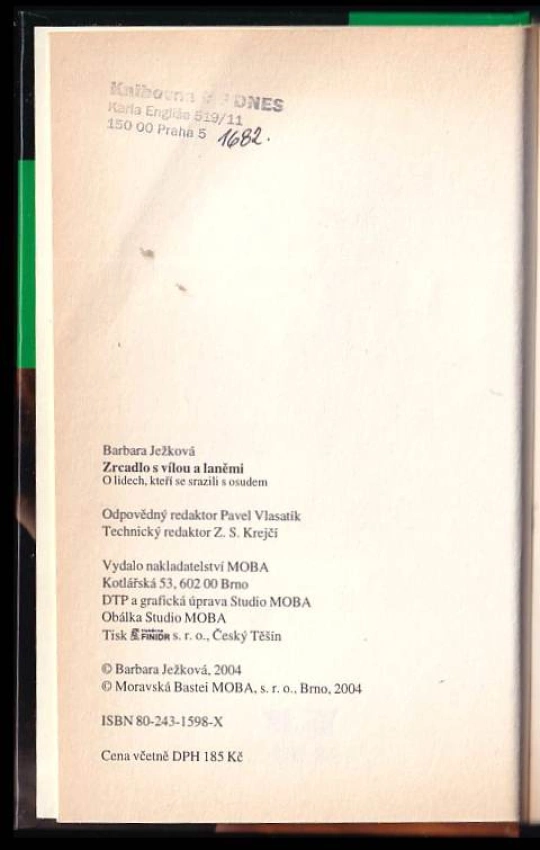 Knihovna DNES
Karla Engliše 519/11
150 00 Praha 5 1682.
Barbara Ježková
Zrcadlo s vílou a laněmi
O lidech, kteří se srazili s osudem
Odpovědný redaktor Pavel Vlasatík
Technický redaktor Z. S. Krejčí
Vydalo nakladatelství MOBA
Kotlářská 53, 602 00 Brno
DTP a grafická úprava Studio MOBA
Obálka Studio MOBA
Tisk FINIDR s. r. o., Český Těšín
© Barbara Ježková, 2004
© Moravská Bastei MOBA, s. r. o., Brno, 2004
ISBN 80-243-1598-X
Cena včetně DPH 185 Kč